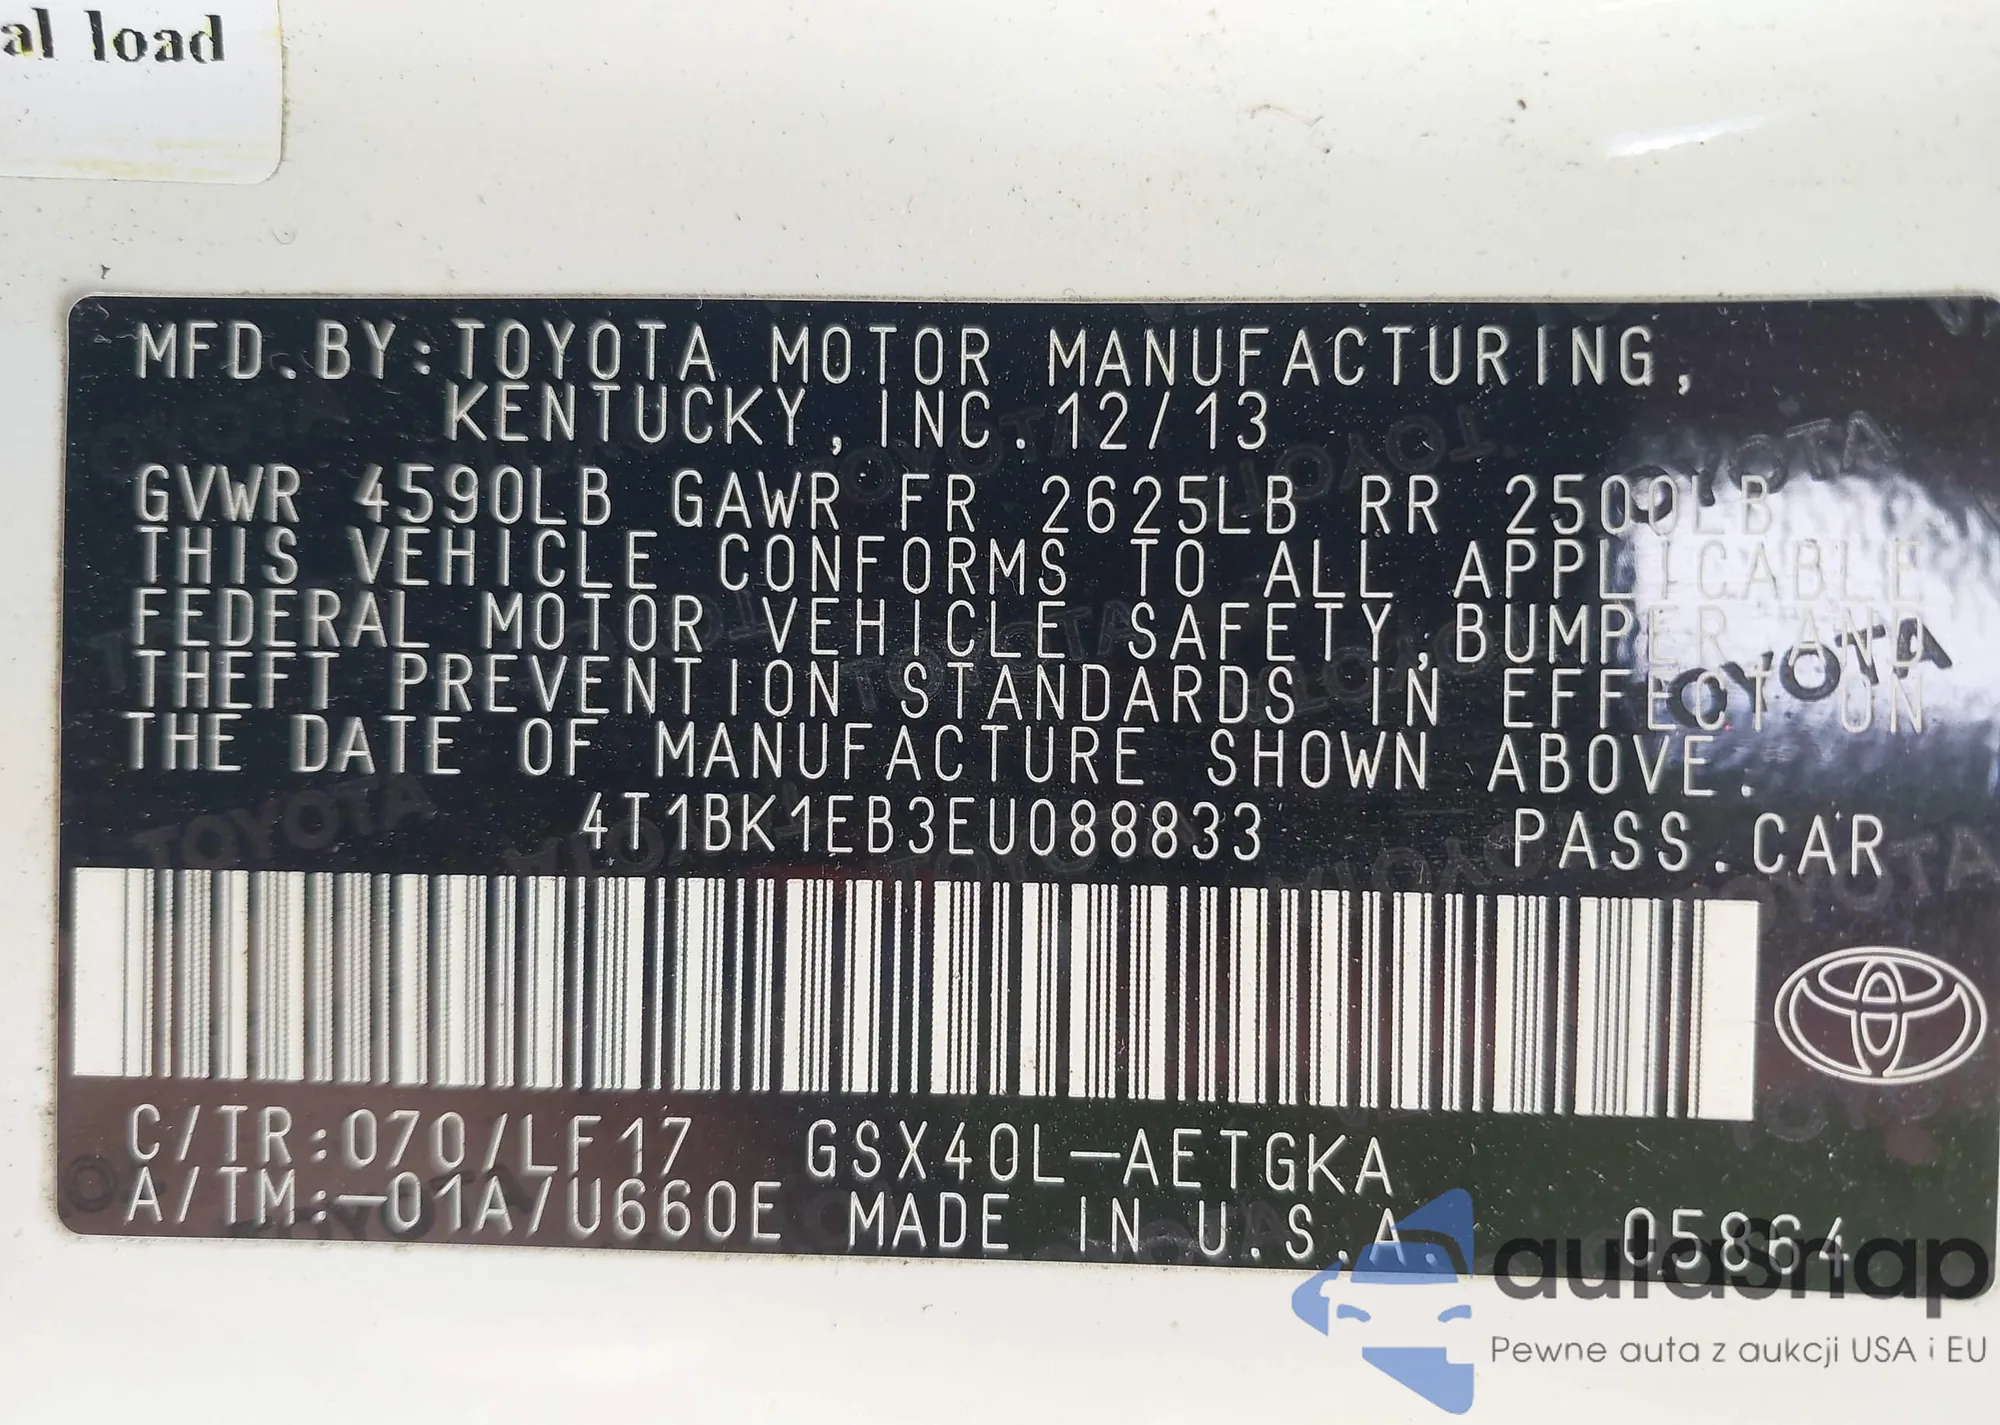 al load
MFD.BY:TOYOTA MOTOR MANUFACTURING,
KENTUCKY, INC. 12/13
GVWR 4590LB GAWR FR 2625LB RR 2500LB
THIS VEHICLE CONFORMS TO ALL APPLICABLE
FEDERAL MOTOR VEHICLE SAFETY,BUMPER AND
THEFT PREVENTION STANDARDS IN EFFECT ON
THE DATE OF MANUFACTURE SHOWN ABOVE.
4T1BK1EB3EU088833 PASS.CAR
C/TR:070/LF17 GSX40L-AETGKA
A/TM:-01A/U660E MADE IN U.S.A 05864
TOYOTA
autasnap
Pewne auta z aukcji USA i EU